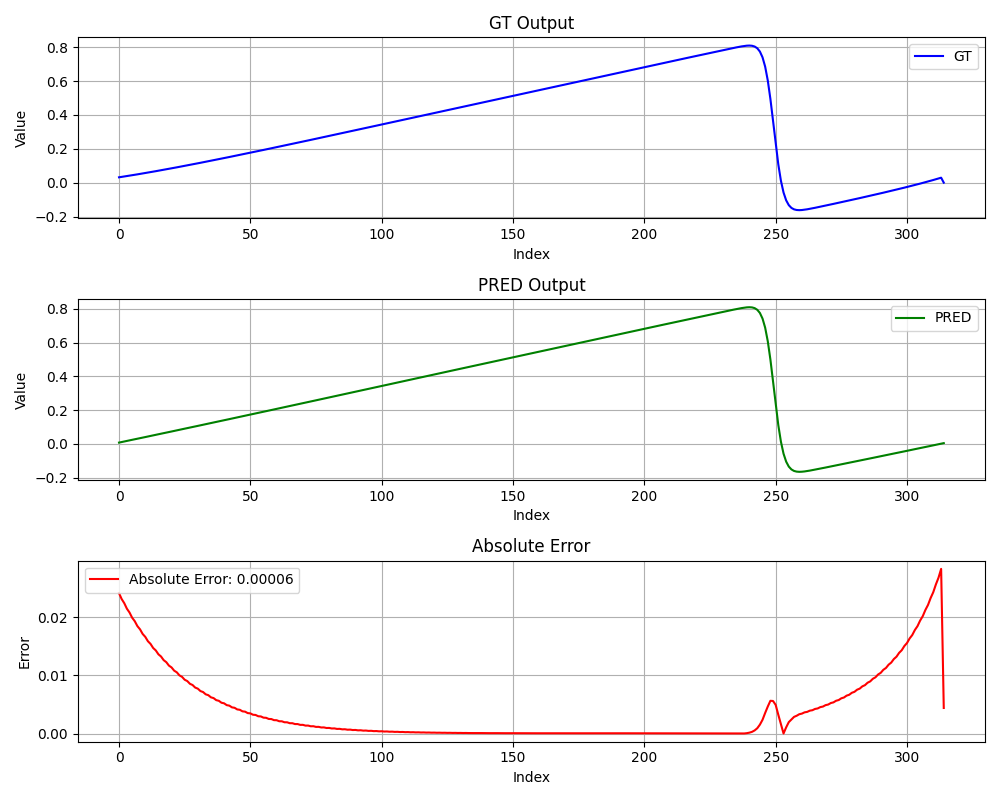 GT Output
Value
0.8
0.6
0.4
0.2
0.0
−0.2
GT
0 50 100 150 200 250 300
Index
PRED Output
Value
0.8
0.6
0.4
0.2
0.0
−0.2
PRED
0 50 100 150 200 250 300
Index
Absolute Error
Error
0.02
0.01
0.00
Absolute Error: 0.00006
0 50 100 150 200 250 300
Index